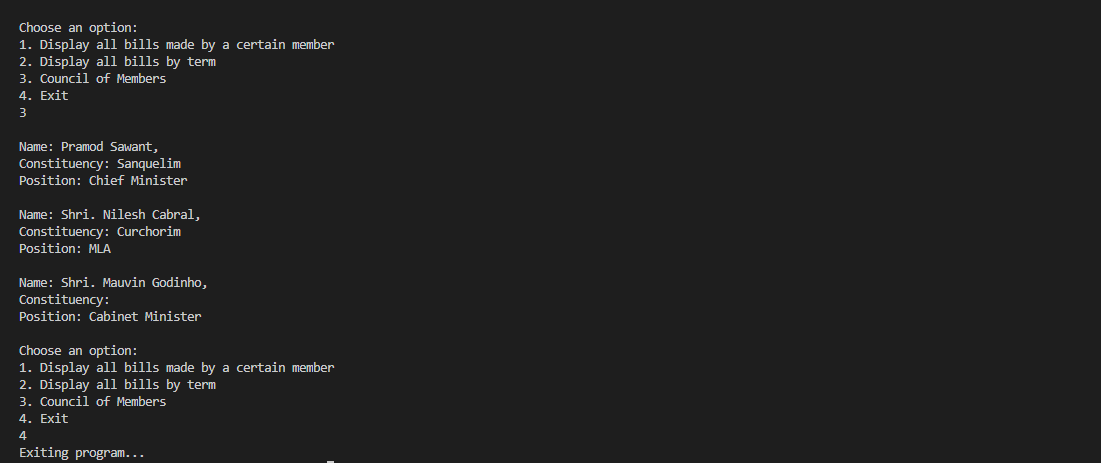 Choose an option:
1. Display all bills made by a certain member
2. Display all bills by term
3. Council of Members
4. Exit
3
Name: Pramod Sawant,
Constituency: Sanquelim
Position: Chief Minister
Name: Shri. Nilesh Cabral,
Constituency: Curchorim
Position: MLA
Name: Shri. Mauvin Godinho,
Constituency:
Position: Cabinet Minister
Choose an option:
1. Display all bills made by a certain member
2. Display all bills by term
3. Council of Members
4. Exit
4
Exiting program...